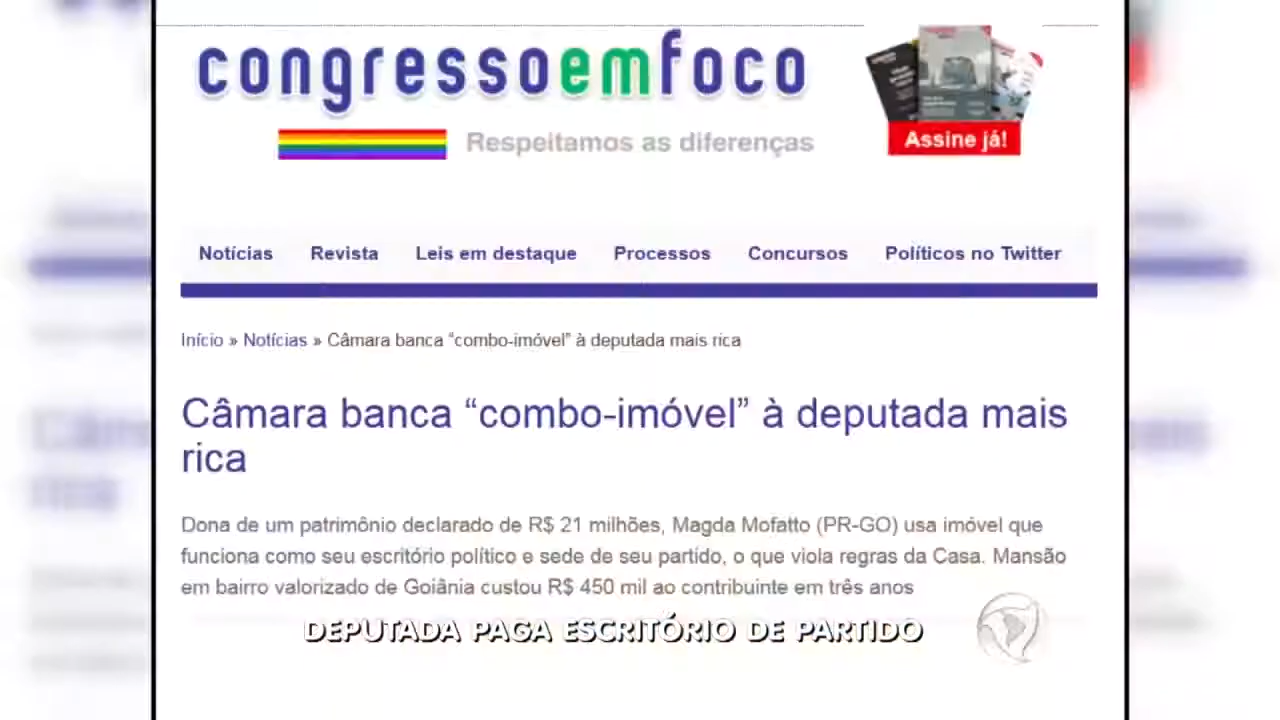 congressoemfoco
Respeitamos as diferenças
Assine já!
Notícias Revista Leis em destaque Processos Concursos Políticos no Twitter
Início » Notícias » Câmara banca “combo-imóvel” à deputada mais rica
Câmara banca “combo-imóvel” à deputada mais
rica
Dona de um patrimônio declarado de R$ 21 milhões, Magda Mofatto (PR-GO) usa imóvel que
funciona como seu escritório político e sede de seu partido, o que viola regras da Casa. Mansão
em bairro valorizado de Goiânia custou R$ 450 mil ao contribuinte em três anos
DEPUTADA PAGA ESCRITÓRIO DE PARTIDO